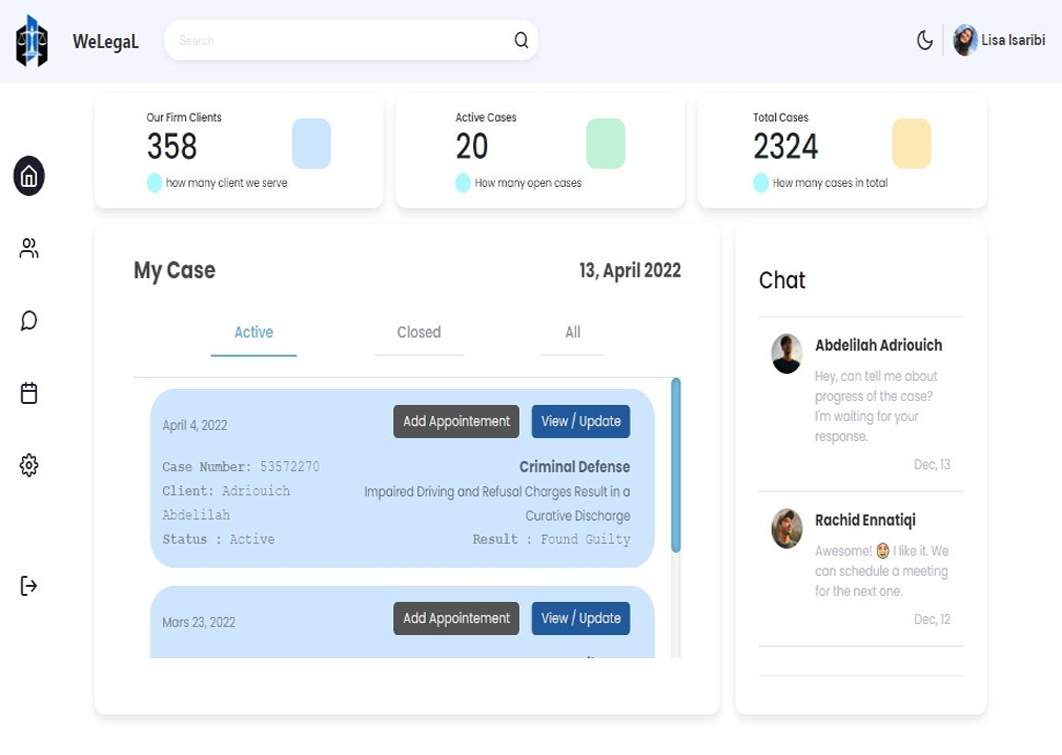 WeLegaL
Search
Lisa Isaribi
Our Firm Clients
358
how many client we serve
Active Cases
20
How many open cases
Total Cases
2324
How many cases in total
My Case
13, April 2022
Active
Closed
All
April 4, 2022
Add Appointement
View / Update
Case Number: 53572270
Client: Adriouich
Abdelilah
Status : Active
Criminal Defense
Impaired Driving and Refusal Charges Result in a
Curative Discharge
Result : Found Guilty
Mars 23, 2022
Add Appointement
View / Update
Chat
Abdelilah Adriouich
Hey, can tell me about
progress of the case?
I'm waiting for your
response.
Dec, 13
Rachid Ennatiqi
Awesome! 🤩 I like it. We
can schedule a meeting
for the next one.
Dec, 12